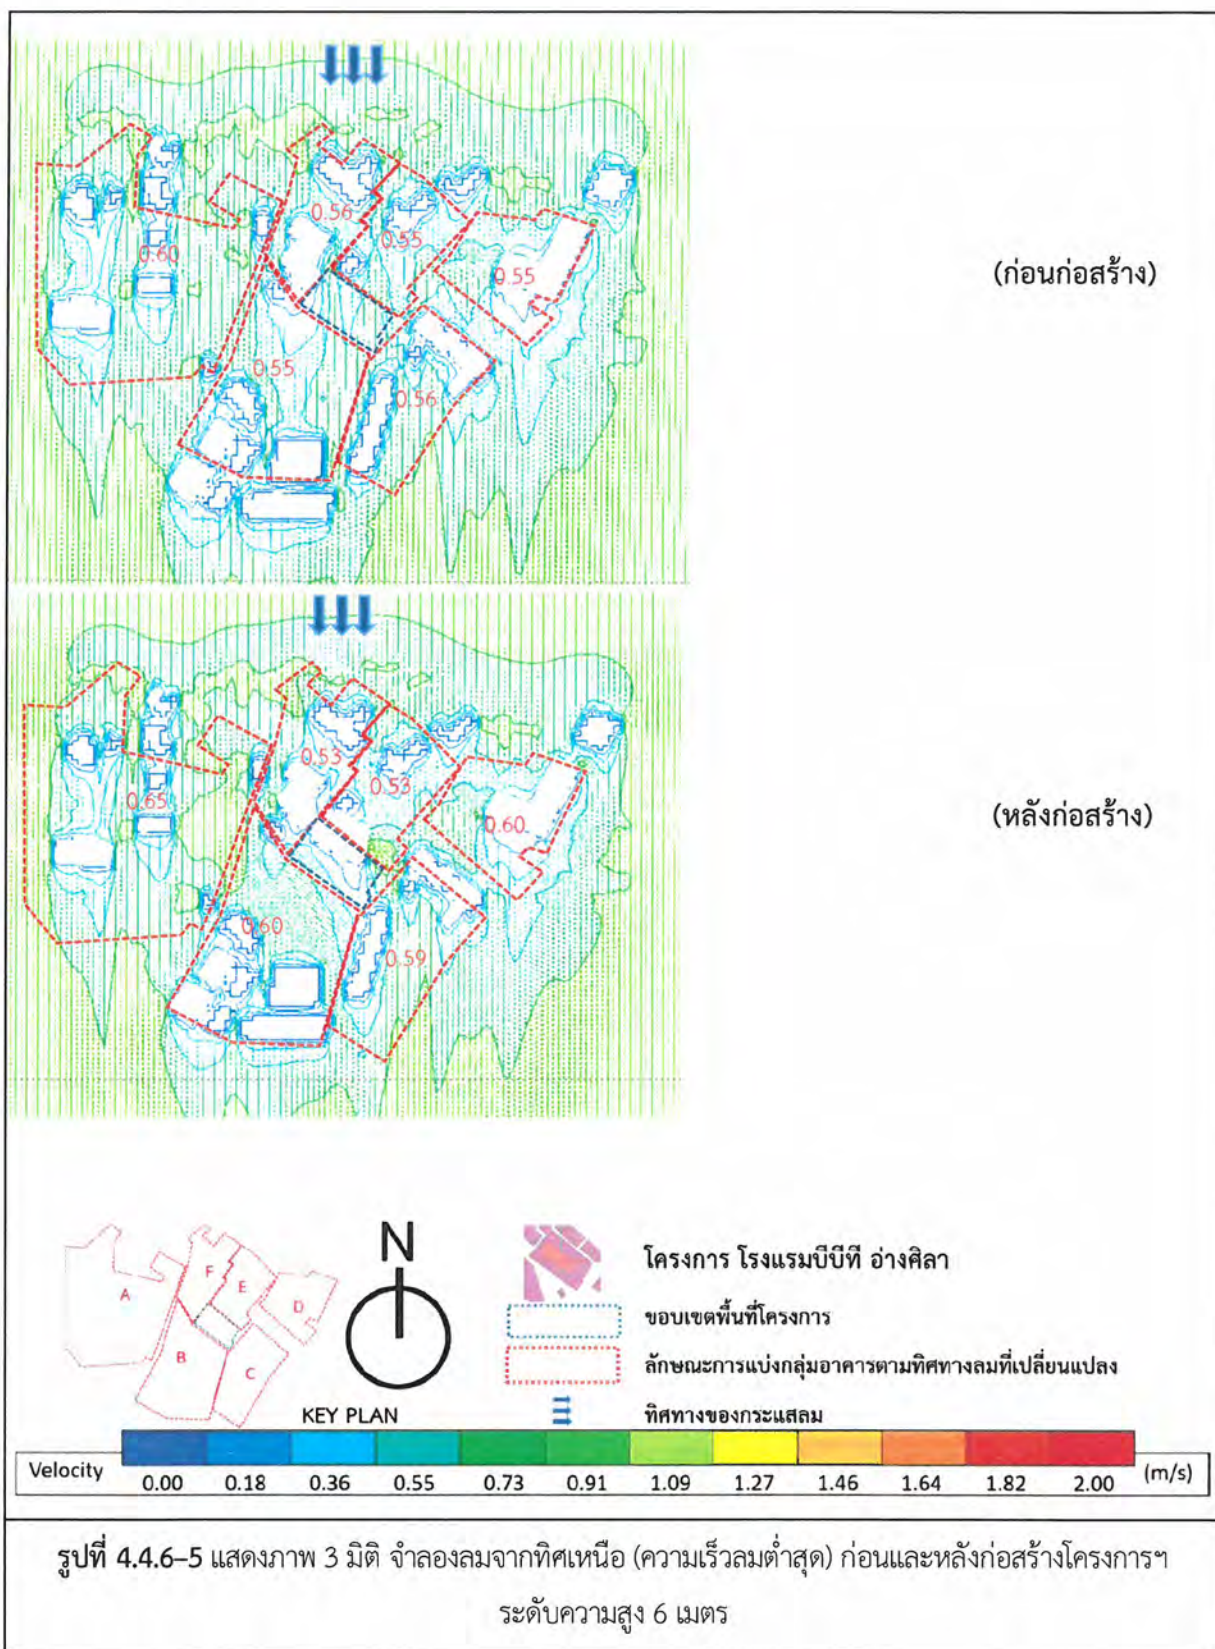 0.56
0.55
0.60
0.55
(ก่อนก่อสร้าง)
0.55
0.56
0.53
0.53
0.65
0.60
(หลังก่อสร้าง)
0.60
0.59
N
F
E
A
D
B
C
KEY PLAN
โครงการ โรงแรมบีบีที อ่างศิลา
ขอบเขตพื้นที่โครงการ
ลักษณะการแบ่งกลุ่มอาคารตามทิศทางลมที่เปลี่ยนแปลง
ทิศทางของกระแสลม
Velocity 0.00 0.18 0.36 0.55 0.73 0.91 1.09 1.27 1.46 1.64 1.82 2.00 (m/s)
รูปที่ 4.4.6–5 แสดงภาพ 3 มิติ จำลองลมจากทิศเหนือ (ความเร็วลมต่ำสุด) ก่อนและหลังก่อสร้างโครงการฯ
ระดับความสูง 6 เมตร